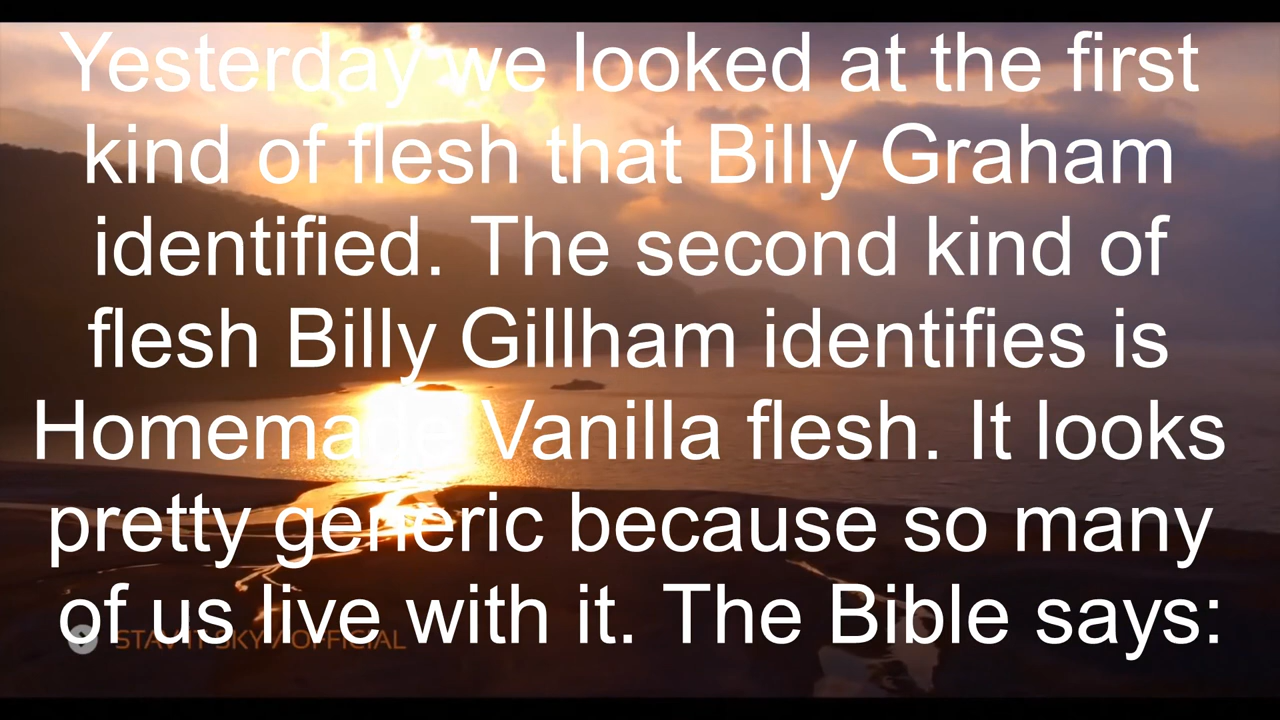 Yesterday we looked at the first
kind of flesh that Billy Graham
identified. The second kind of
flesh Billy Gillham identifies is
Homemade Vanilla flesh. It looks
pretty generic because so many
of us live with it. The Bible says:
SKY / OFFICIAL